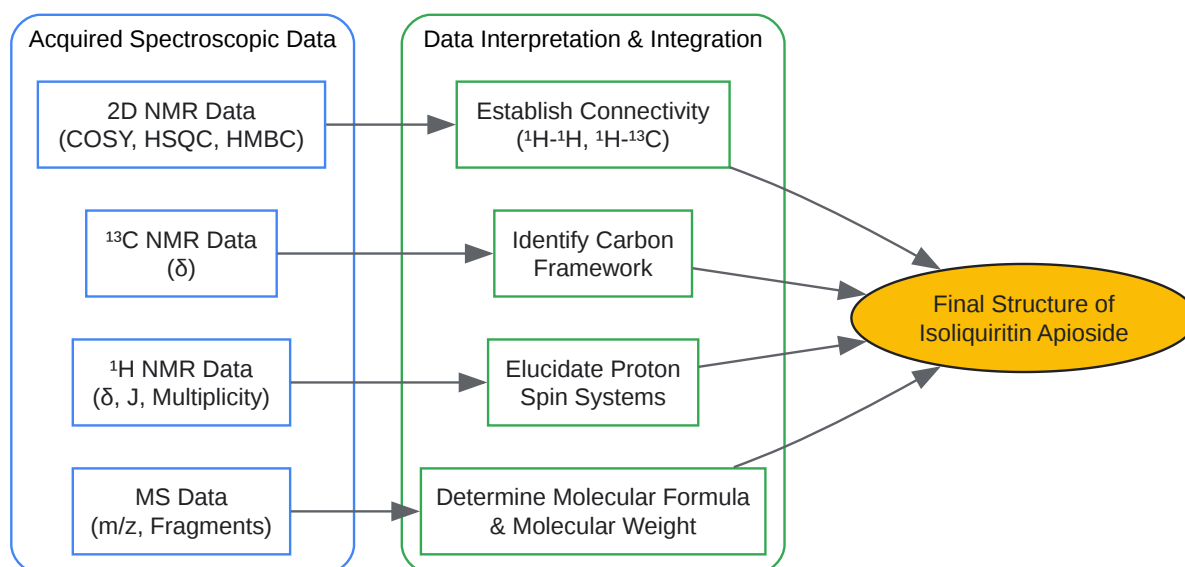 Acquired Spectroscopic Data
2D NMR Data
(COSY, HSQC, HMBC)
¹³C NMR Data
(δ)
¹H NMR Data
(δ, J, Multiplicity)
MS Data
(m/z, Fragments)
Data Interpretation & Integration
Establish Connectivity
(¹H-¹H, ¹H-¹³C)
Identify Carbon
Framework
Elucidate Proton
Spin Systems
Determine Molecular Formula
& Molecular Weight
Final Structure of
Isoliquiritin Apioside